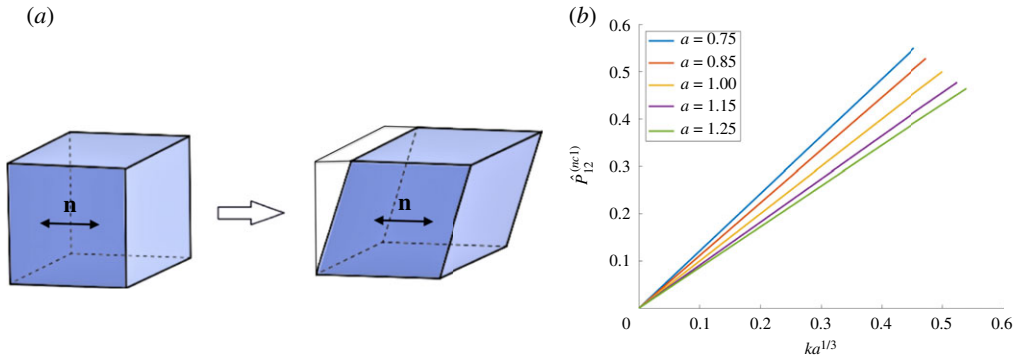 (a)
n
n
(b)
0.6
0.5
0.4
0.3
0.2
0.1
0
0.1
0.2
0.3
0.4
0.5
0.6
P̂₁₂⁽ⁿᶜ¹⁾
ka^{1/3}
a = 0.75
a = 0.85
a = 1.00
a = 1.15
a = 1.25